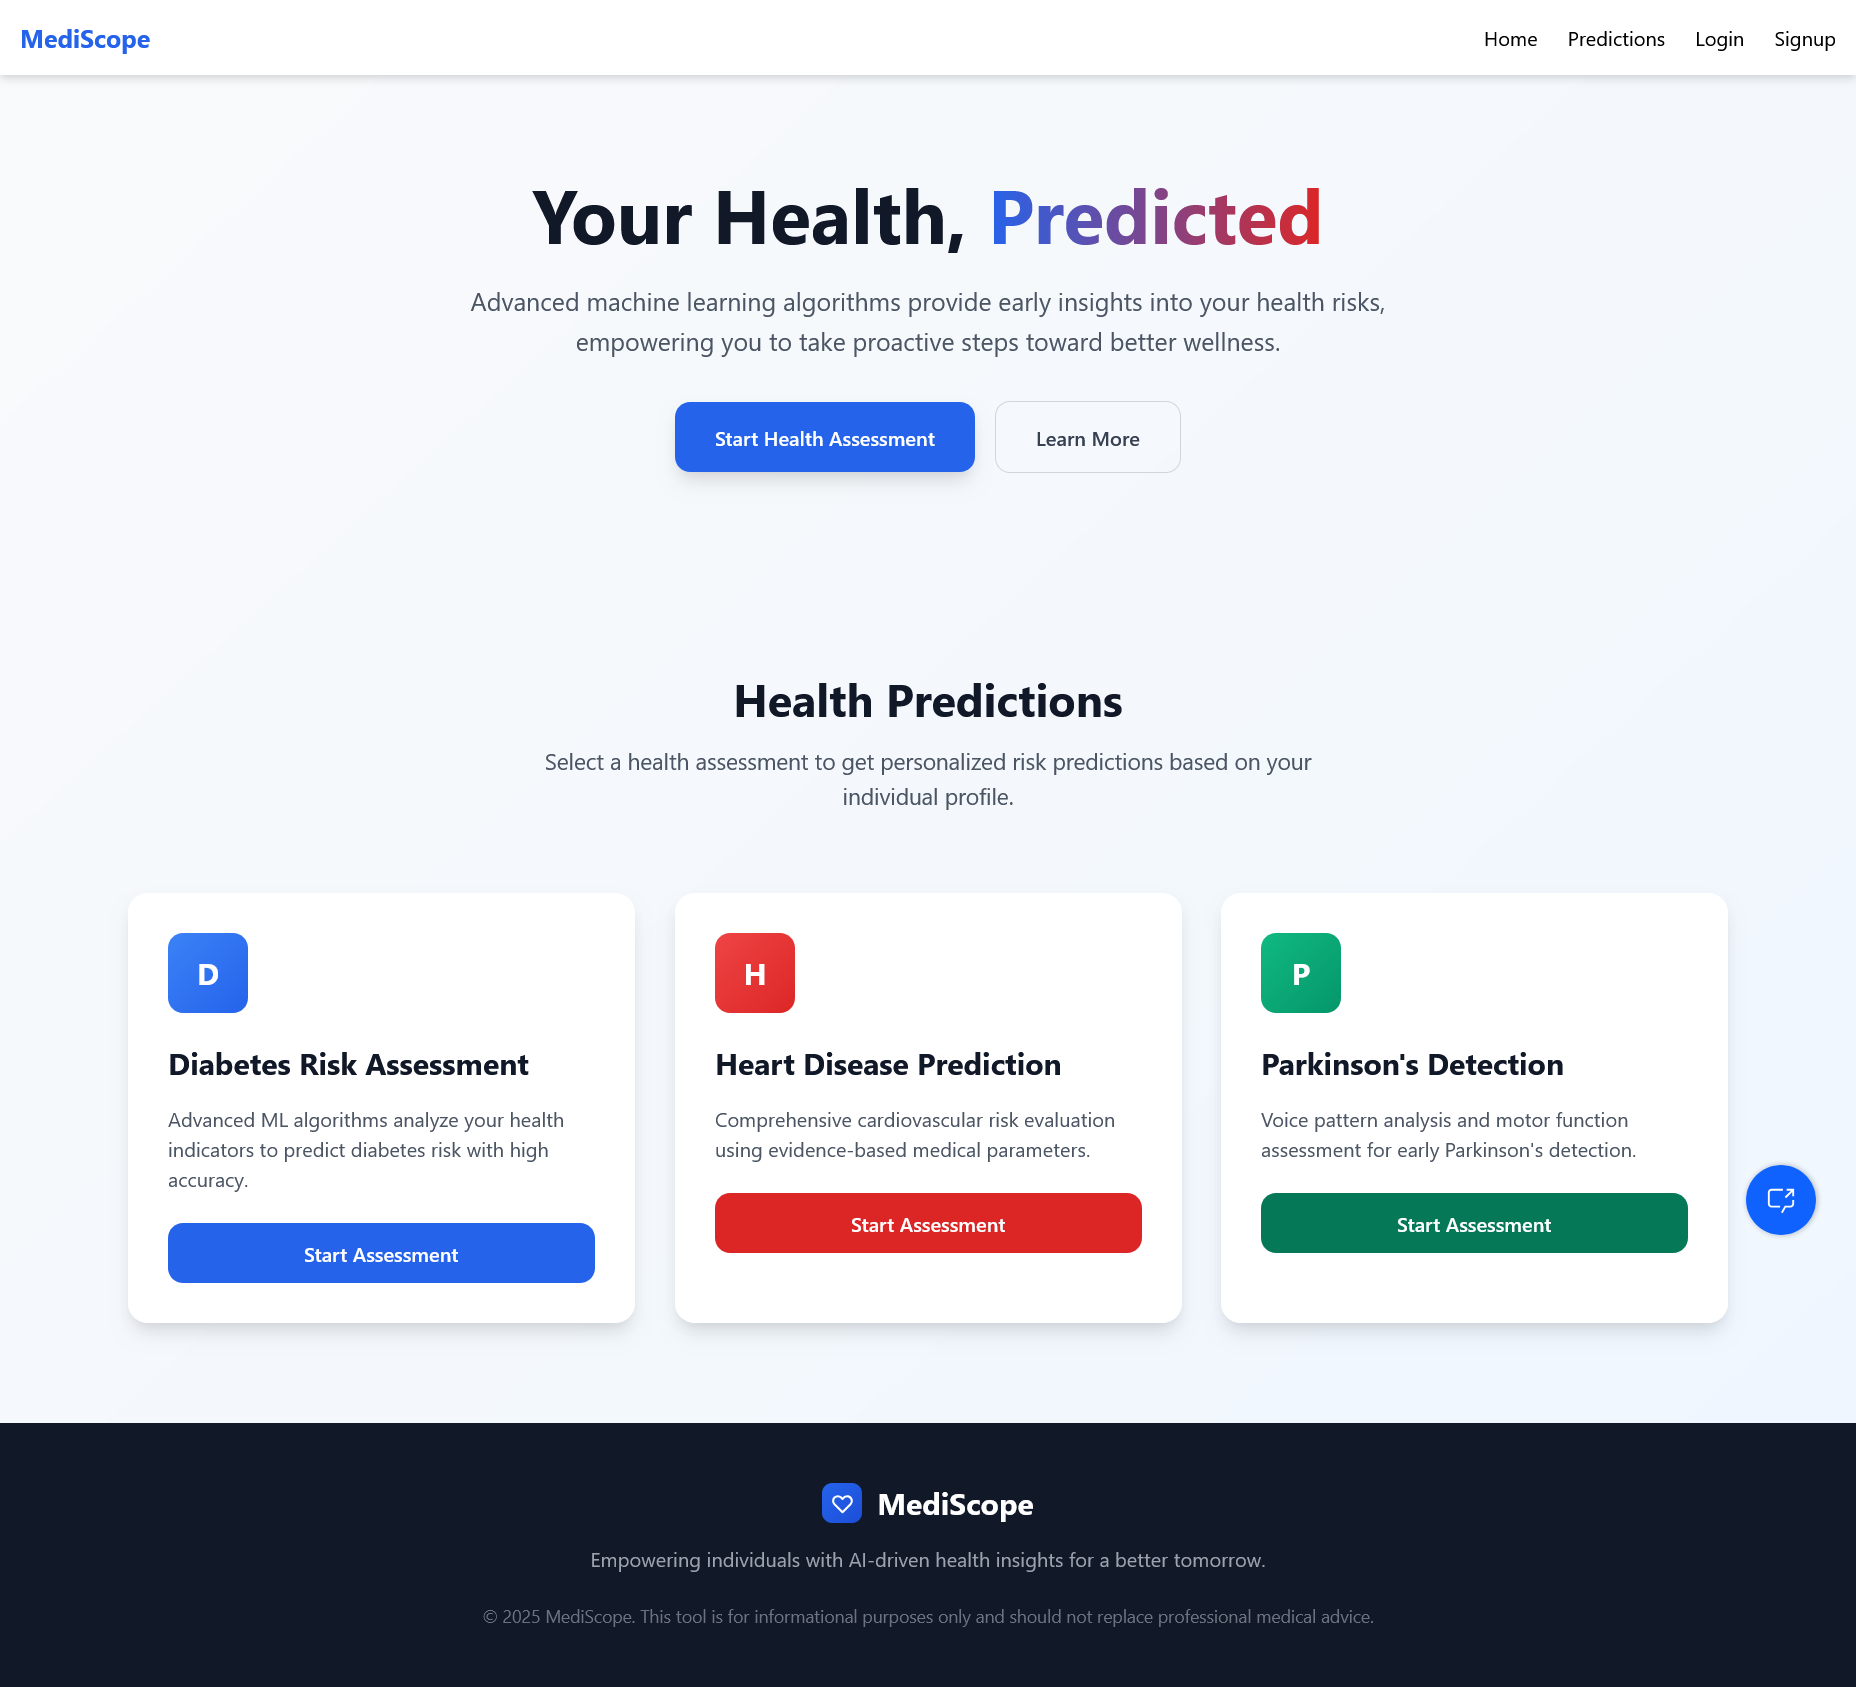 MediScope
Home
Predictions
Login
Signup
Your Health, Predicted
Advanced machine learning algorithms provide early insights into your health risks,
empowering you to take proactive steps toward better wellness.
Start Health Assessment
Learn More
Health Predictions
Select a health assessment to get personalized risk predictions based on your
individual profile.
D
Diabetes Risk Assessment
Advanced ML algorithms analyze your health
indicators to predict diabetes risk with high
accuracy.
Start Assessment
H
Heart Disease Prediction
Comprehensive cardiovascular risk evaluation
using evidence-based medical parameters.
Start Assessment
P
Parkinson's Detection
Voice pattern analysis and motor function
assessment for early Parkinson's detection.
Start Assessment
MediScope
Empowering individuals with AI-driven health insights for a better tomorrow.
© 2025 MediScope. This tool is for informational purposes only and should not replace professional medical advice.